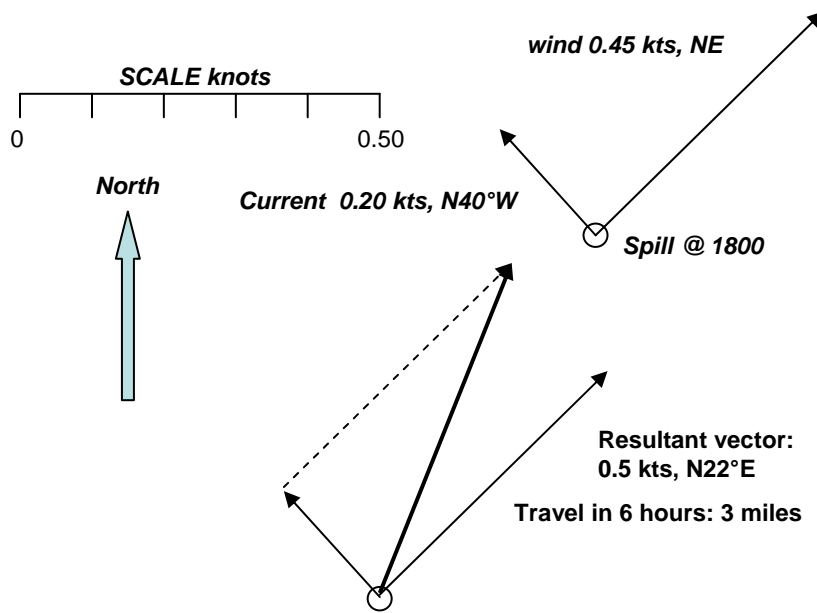 wind 0.45 kts, NE
SCALE knots
0
0.50
North
Current 0.20 kts, N40°W
Spill @ 1800
Resultant vector:
0.5 kts, N22°E
Travel in 6 hours: 3 miles